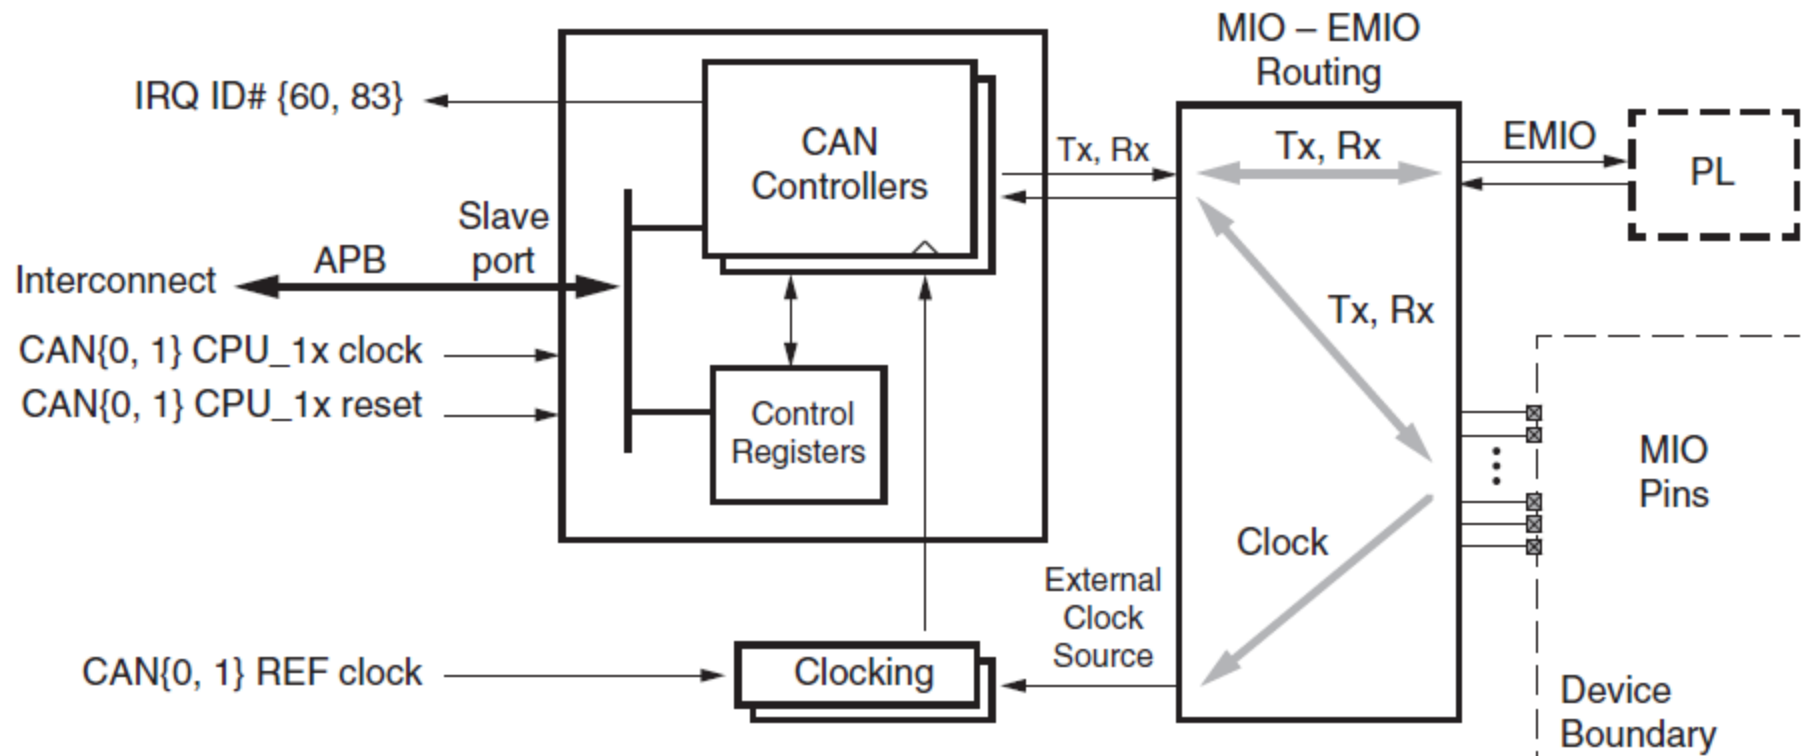 MIO – EMIO
Routing
IRQ ID# {60, 83}
CAN
Controllers
Tx, Rx
Tx, Rx
EMIO
PL
Slave
port
APB
Interconnect
Tx, Rx
CAN{0, 1} CPU_1x clock
CAN{0, 1} CPU_1x reset
Control
Registers
MIO
Pins
Clock
External
Clock
Source
CAN{0, 1} REF clock
Clocking
Device
Boundary